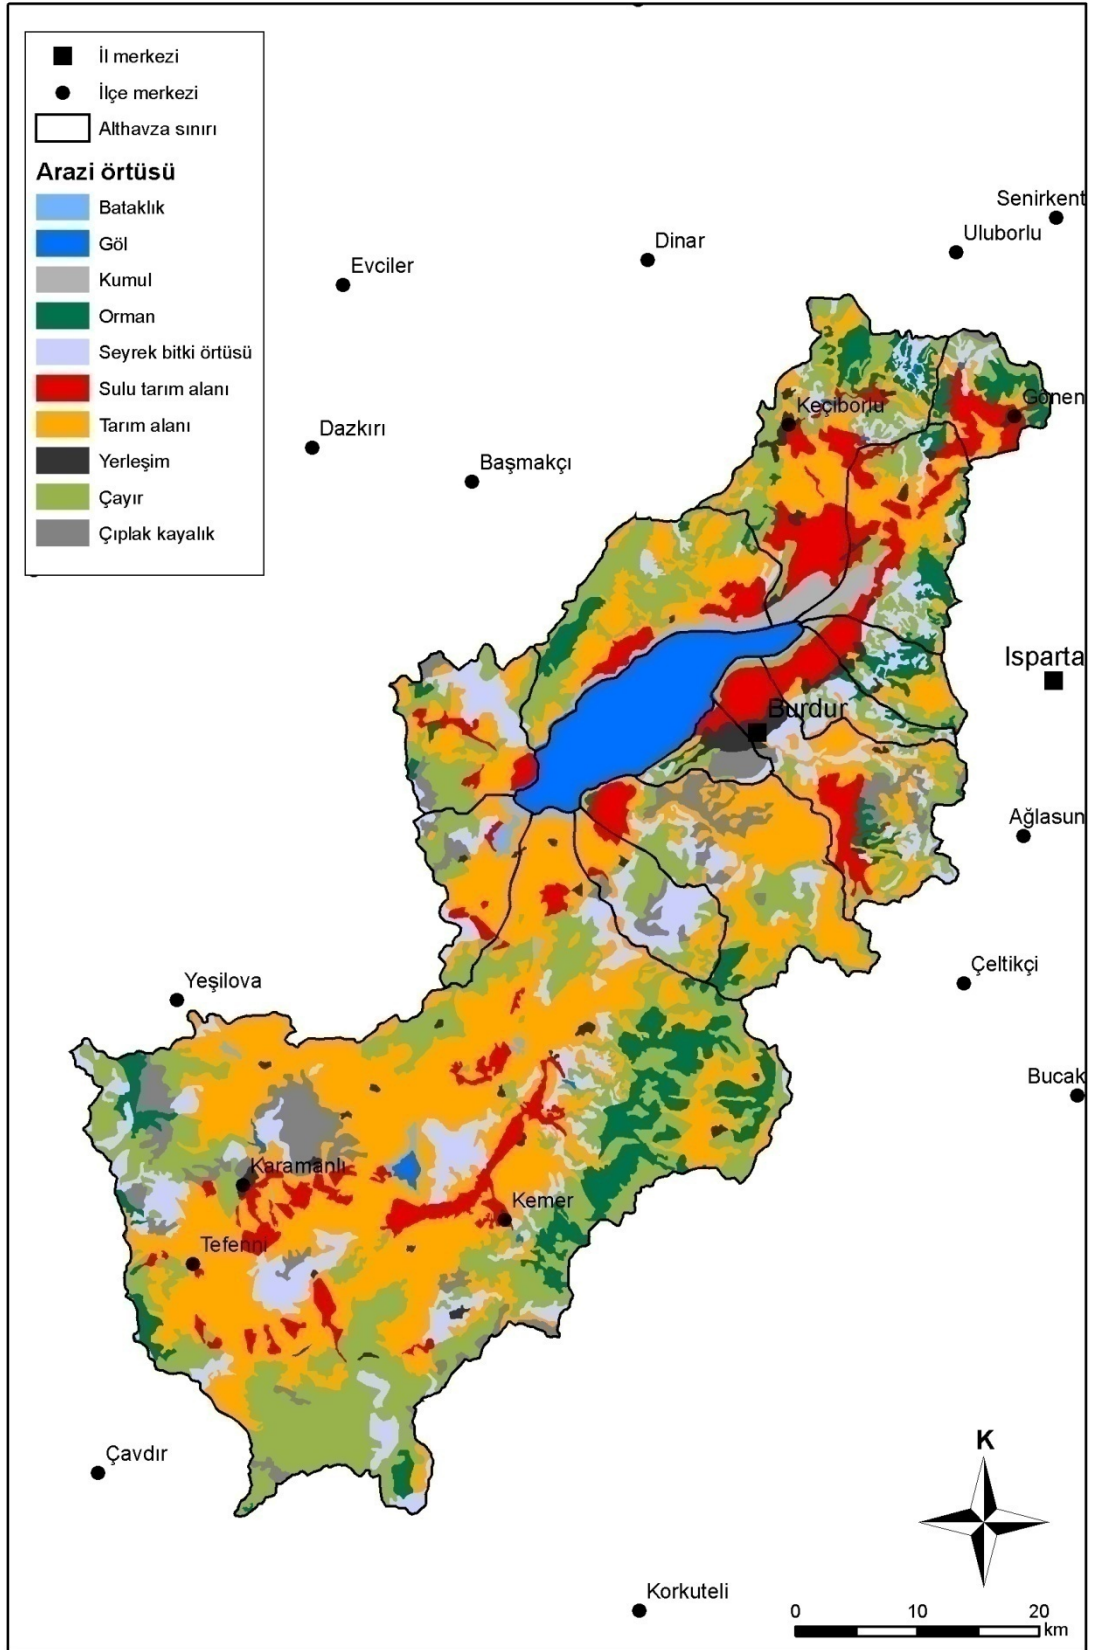 İl merkezi
İlçe merkezi
Althavza sınırı
Arazi örtüsü
Bataklık
Göl
Kumul
Orman
Seyrek bitki örtüsü
Sulu tarım alanı
Tarım alanı
Yerleşim
Çayır
Çıplak kayalık
Senirkent
Uluborlu
Dinar
Evciler
Keçiborlu
Gönen
Dazkırı
Başmakçı
Isparta
Burdur
Ağlasun
Yeşilova
Çeltikçi
Bucak
Karamanlı
Kemer
Tefenni
Çavdır
K
Korkuteli
0 10 20
km